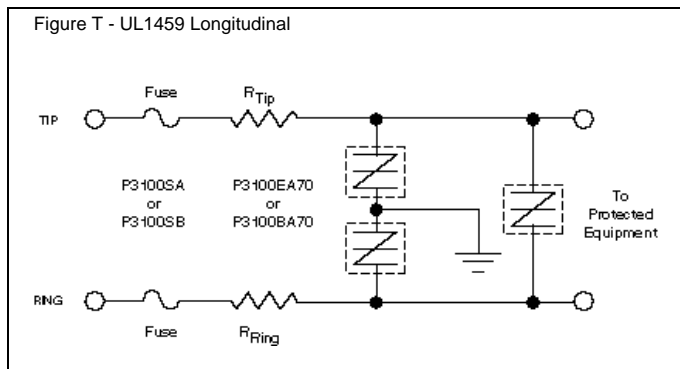 Figure T - UL1459 Longitudinal
Fuse
RTip
TIP
P3100SA
or
P3100SB
P3100EA70
or
P3100BA70
To
Protected
Equipment
RING
Fuse
RRing